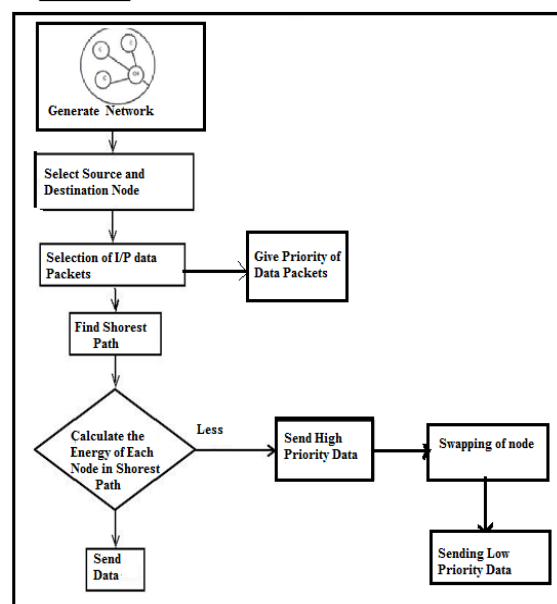 Generate Network
Select Source and
Destination Node
Selection of I/P data
Packets
Give Priority of
Data Packets
Find Shorest
Path
Calculate the
Energy of Each
Node in Shorest
Path
Less
Send High
Priority Data
Swapping of node
Send
Data
Sending Low
Priority Data